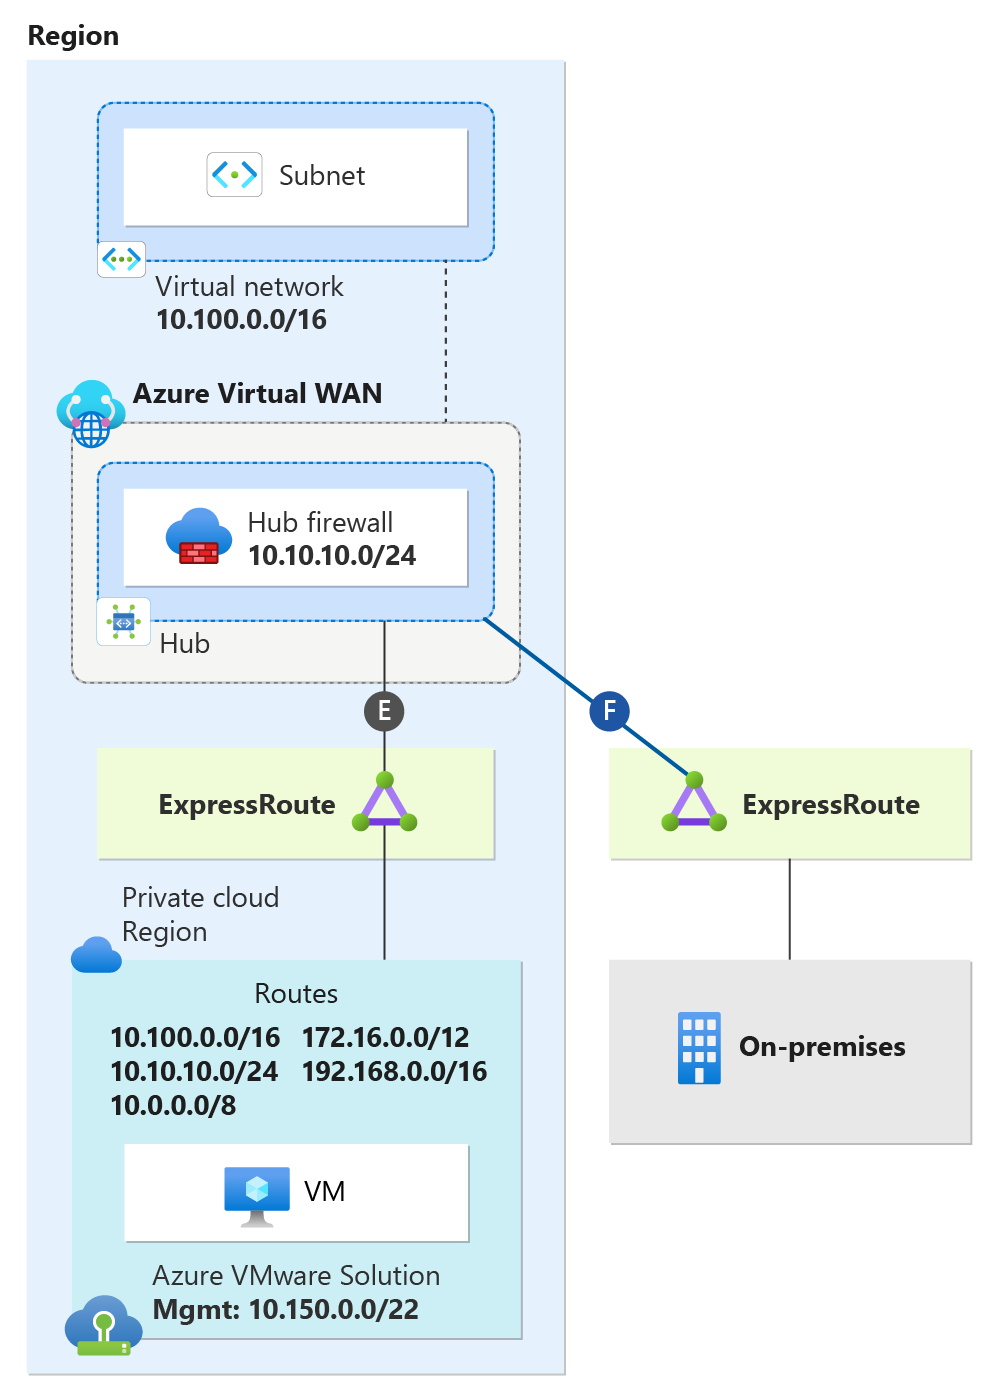 Region
Subnet
Virtual network
10.100.0.0/16
Azure Virtual WAN
Hub firewall
10.10.10.0/24
Hub
E
F
ExpressRoute
ExpressRoute
Private cloud
Region
Routes
10.100.0.0/16 172.16.0.0/12
10.10.10.0/24 192.168.0.0/16
10.0.0.0/8
On-premises
VM
Azure VMware Solution
Mgmt: 10.150.0.0/22